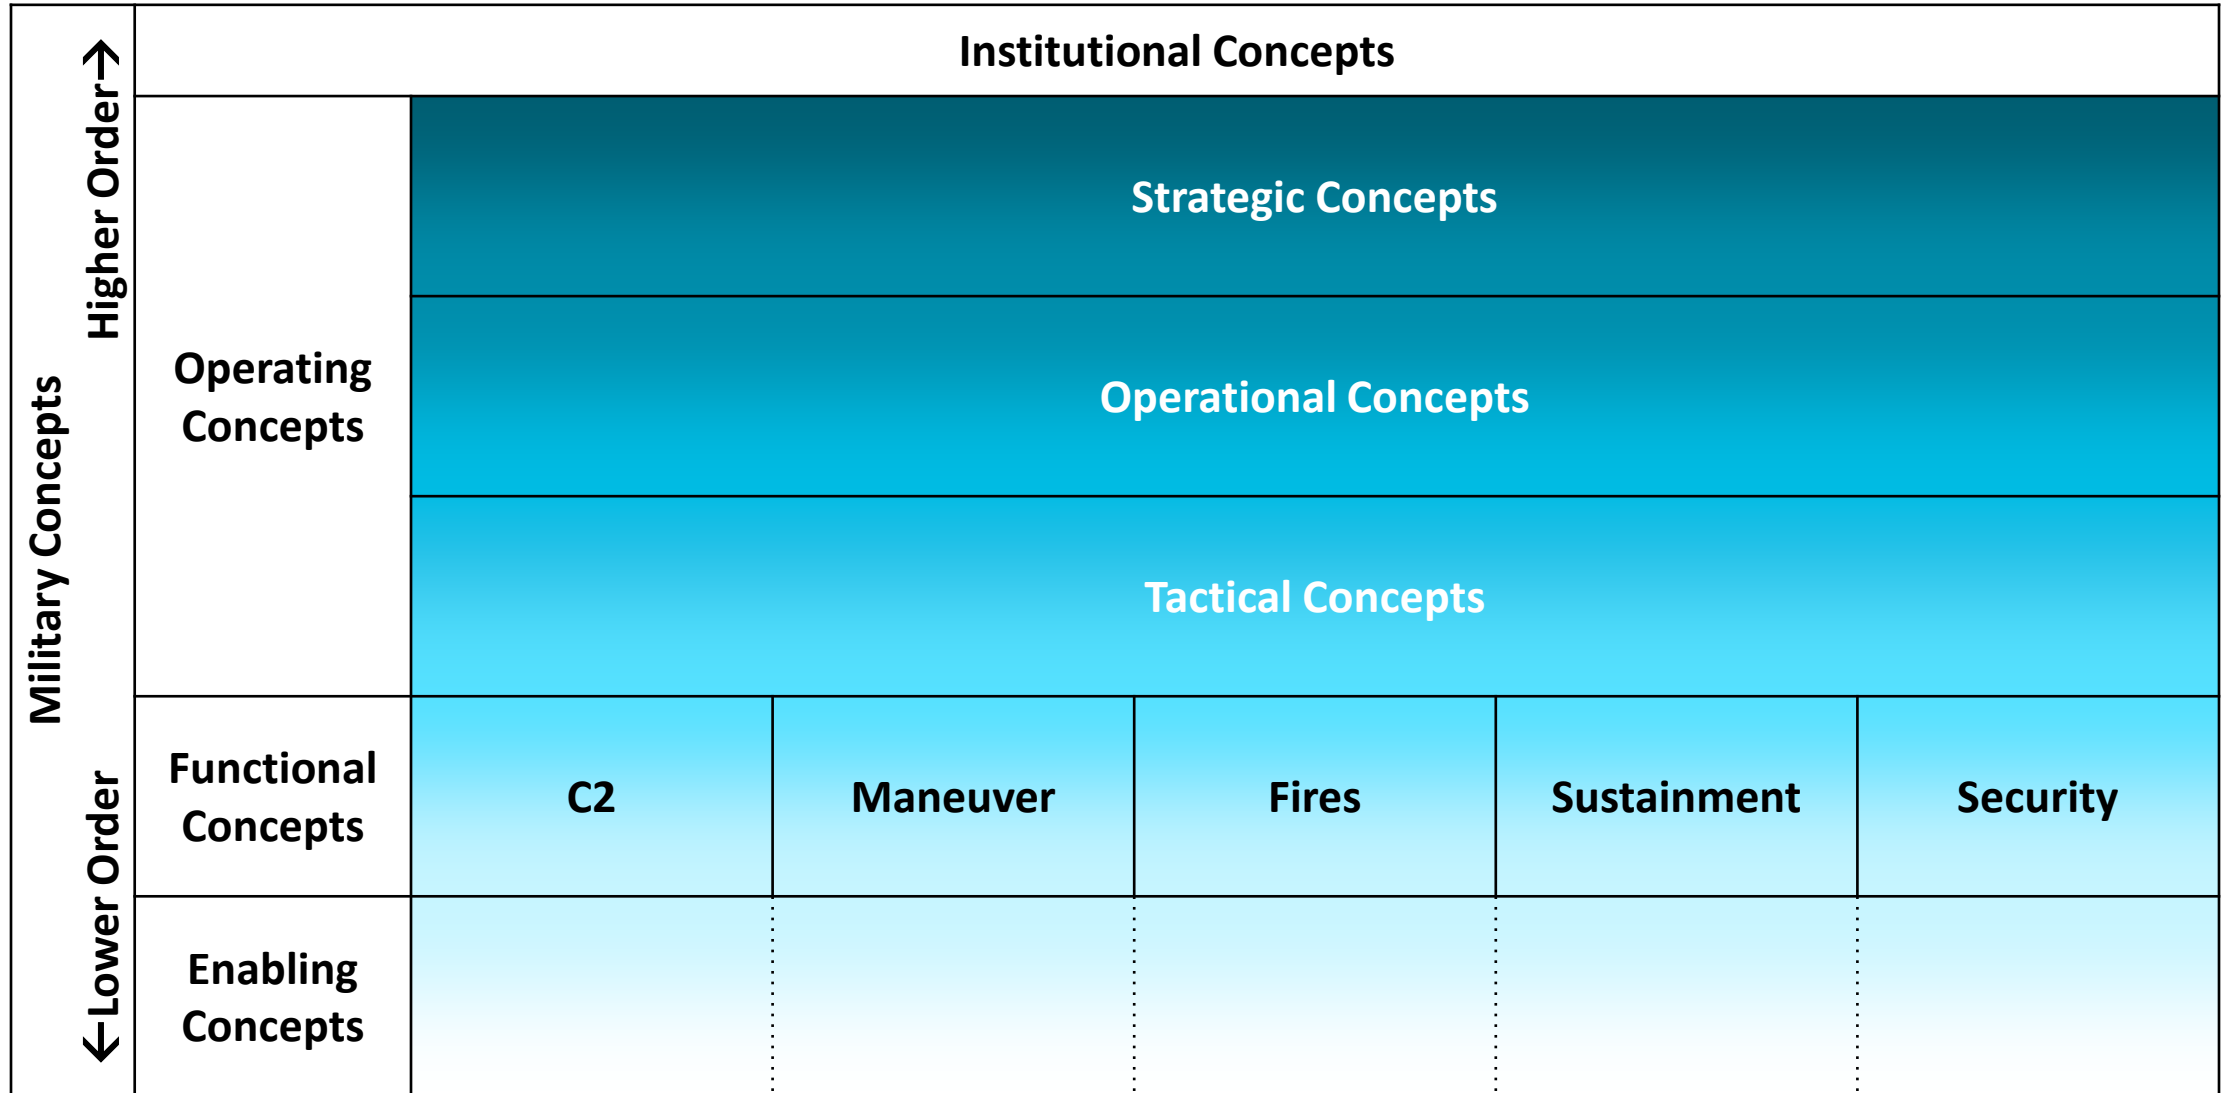 Military Concepts
Higher Order→
←Lower Order
Institutional Concepts
Operating
Concepts
Strategic Concepts
Operational Concepts
Tactical Concepts
Functional
Concepts
C2
Maneuver
Fires
Sustainment
Security
Enabling
Concepts